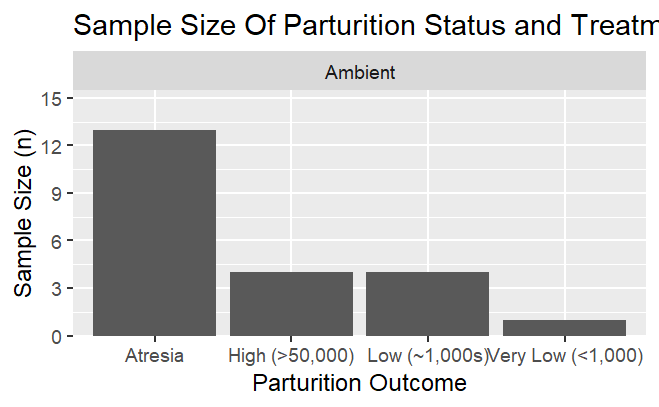 Sample Size Of Parturition Status and Treatm
Ambient
15
12
9
6
3
0
Sample Size (n)
Atresia High (>50,000) Low (~1,000s) Very Low (<1,000)
Parturition Outcome